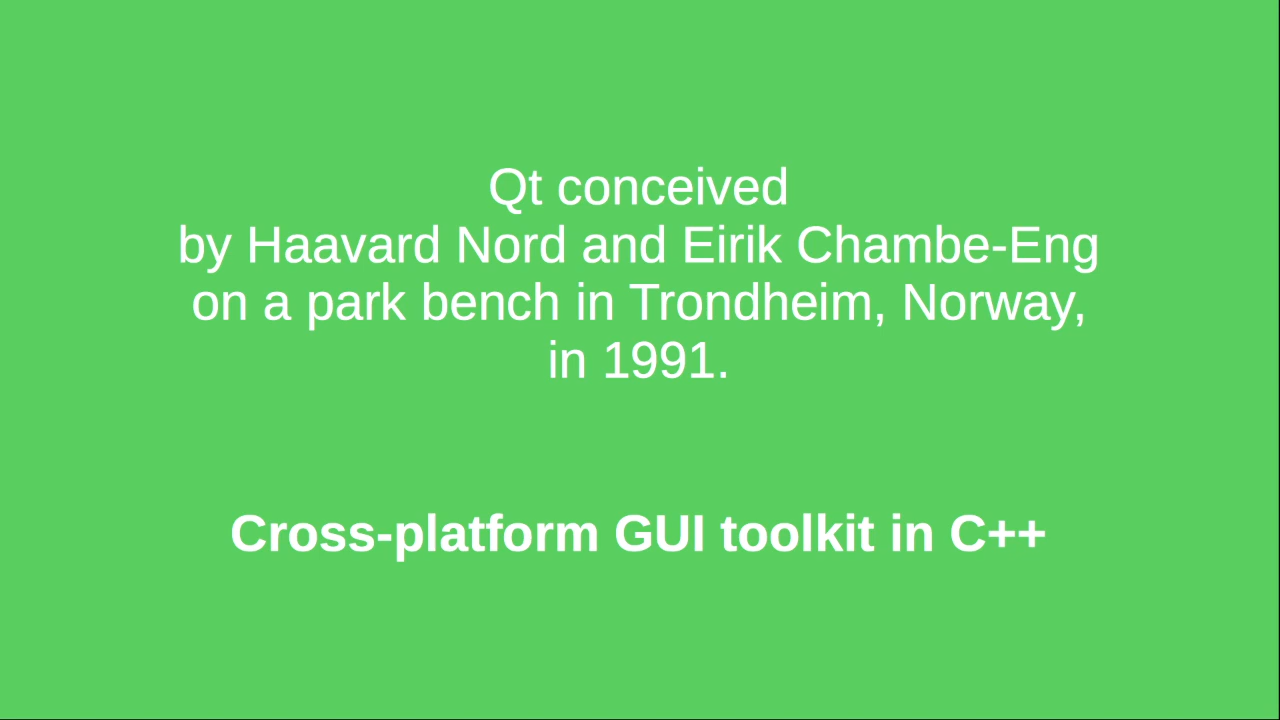 Qt conceived
by Haavard Nord and Eirik Chambe-Eng
on a park bench in Trondheim, Norway,
in 1991.
Cross-platform GUI toolkit in C++